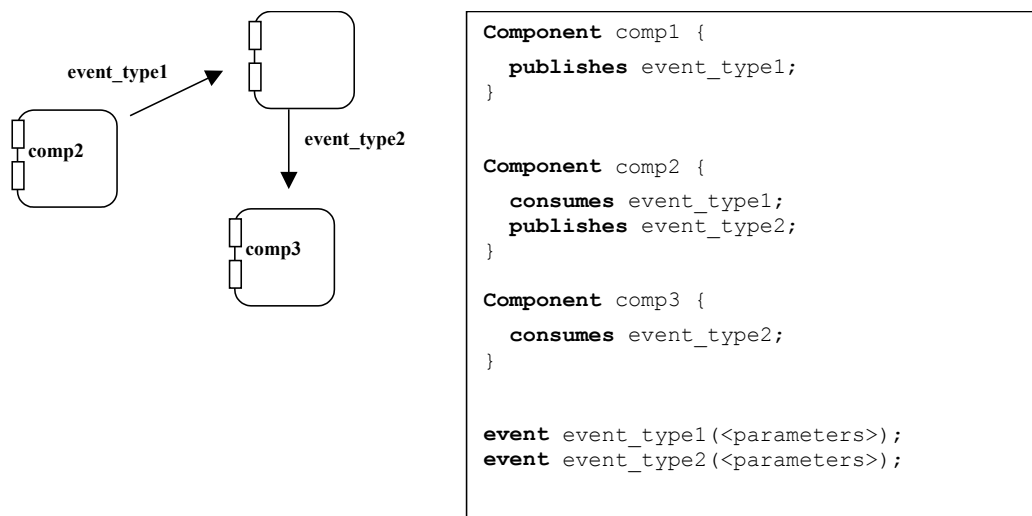 event_type1
comp2
event_type2
comp3
Component comp1 {
publishes event_type1;
}
Component comp2 {
consumes event_type1;
publishes event_type2;
}
Component comp3 {
consumes event_type2;
}
event event_type1(<parameters>);
event event_type2(<parameters>);